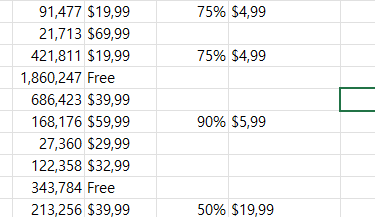 91,477 $19,99 75% $4,99
21,713 $69,99
421,811 $19,99 75% $4,99
1,860,247 Free
686,423 $39,99
168,176 $59,99 90% $5,99
27,360 $29,99
122,358 $32,99
343,784 Free
213,256 $39,99 50% $19,99